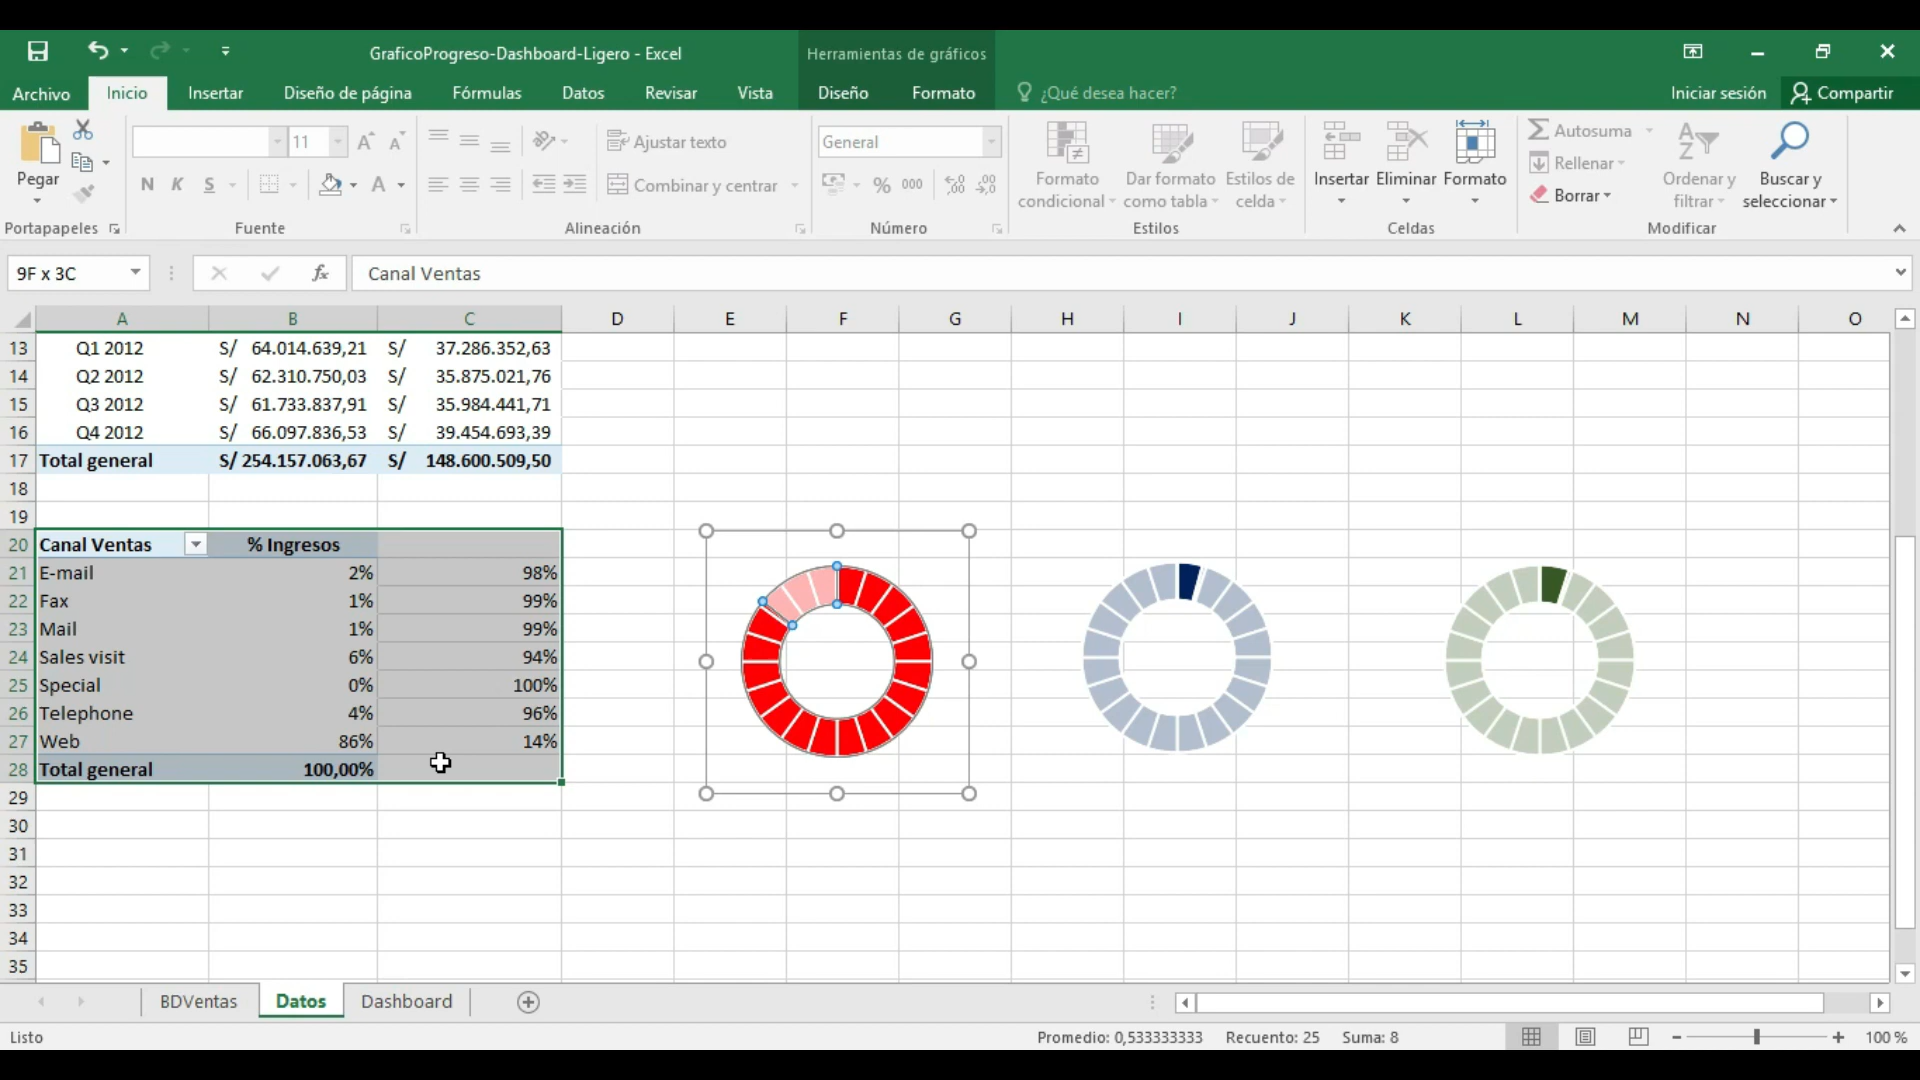 GraficoProgreso-Dashboard-Ligero - Excel
Herramientas de gráficos
Archivo Inicio Insertar Diseño de página Fórmulas Datos Revisar Vista Diseño Formato ¿Qué desea hacer? Iniciar sesión Compartir
Pegar
Portapapeles
11
N K S
Fuente
Ajustar texto
Combinar y centrar
Alineación
General
% 000
Número
Formato condicional
Dar formato como tabla
Estilos de celda
Estilos
Insertar Eliminar Formato
Celdas
Autosuma
Rellenar
Borrar
Ordenar y filtrar
Buscar y seleccionar
Modificar
9F x 3C fx Canal Ventas
A B C D E F G H I J K L M N O
13 Q1 2012 S/ 64.014.639,21 S/ 37.286.352,63
14 Q2 2012 S/ 62.310.750,03 S/ 35.875.021,76
15 Q3 2012 S/ 61.733.837,91 S/ 35.984.441,71
16 Q4 2012 S/ 66.097.836,53 S/ 39.454.693,39
17 Total general S/ 254.157.063,67 S/ 148.600.509,50
18
19
20 Canal Ventas % Ingresos
21 E-mail 2% 98%
22 Fax 1% 99%
23 Mail 1% 99%
24 Sales visit 6% 94%
25 Special 0% 100%
26 Telephone 4% 96%
27 Web 86% 14%
28 Total general 100,00%
29
30
31
32
33
34
35
BDVentas Datos Dashboard
Listo Promedio: 0,533333333 Recuento: 25 Suma: 8 100 %